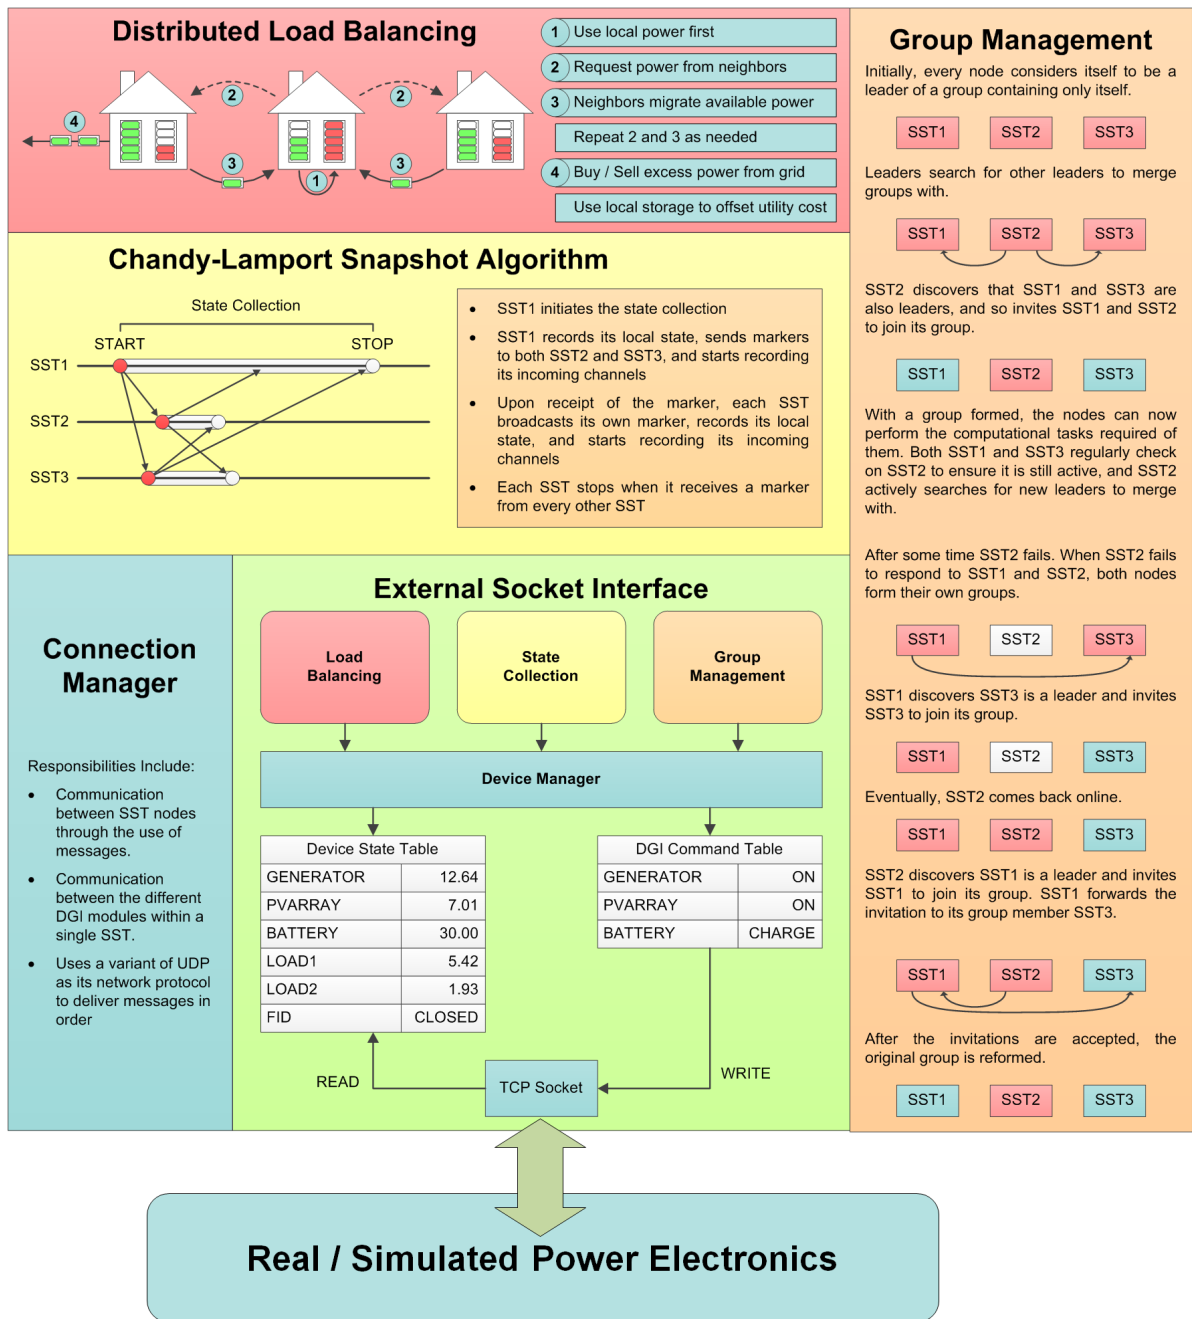 Distributed Load Balancing
1 Use local power first
2 Request power from neighbors
3 Neighbors migrate available power
Repeat 2 and 3 as needed
4 Buy / Sell excess power from grid
Use local storage to offset utility cost
4
2
2
3
1
3
Chandy-Lamport Snapshot Algorithm
State Collection
START
STOP
SST1
SST2
SST3
• SST1 initiates the state collection
• SST1 records its local state, sends markers
to both SST2 and SST3, and starts recording
its incoming channels
• Upon receipt of the marker, each SST
broadcasts its own marker, records its local
state, and starts recording its incoming
channels
• Each SST stops when it receives a marker
from every other SST
Connection
Manager
Responsibilities Include:
• Communication
between SST nodes
through the use of
messages.
• Communication
between the different
DGI modules within a
single SST.
• Uses a variant of UDP
as its network protocol
to deliver messages in
order
External Socket Interface
Load
Balancing
State
Collection
Group
Management
Device Manager
Device State Table
GENERATOR 12.64
PVARRAY 7.01
BATTERY 30.00
LOAD1 5.42
LOAD2 1.93
FID CLOSED
DGI Command Table
GENERATOR ON
PVARRAY ON
BATTERY CHARGE
READ
TCP Socket
WRITE
Group Management
Initially, every node considers itself to be a
leader of a group containing only itself.
SST1 SST2 SST3
Leaders search for other leaders to merge
groups with.
SST1 SST2 SST3
SST2 discovers that SST1 and SST3 are
also leaders, and so invites SST1 and SST2
to join its group.
SST1 SST2 SST3
With a group formed, the nodes can now
perform the computational tasks required of
them. Both SST1 and SST3 regularly check
on SST2 to ensure it is still active, and SST2
actively searches for new leaders to merge
with.
After some time SST2 fails. When SST2 fails
to respond to SST1 and SST2, both nodes
form their own groups.
SST1 SST2 SST3
SST1 discovers SST3 is a leader and invites
SST3 to join its group.
SST1 SST2 SST3
Eventually, SST2 comes back online.
SST1 SST2 SST3
SST2 discovers SST1 is a leader and invites
SST1 to join its group. SST1 forwards the
invitation to its group member SST3.
SST1 SST2 SST3
After the invitations are accepted, the
original group is reformed.
SST1 SST2 SST3
Real / Simulated Power Electronics